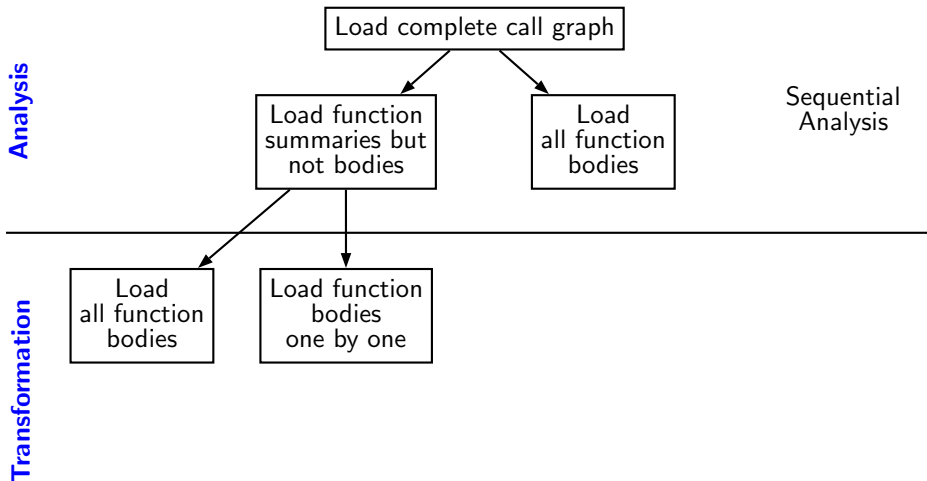 Load complete call graph
Analysis
Load function
summaries but
not bodies
Load
all function
bodies
Sequential
Analysis
Transformation
Load
all function
bodies
Load function
bodies
one by one